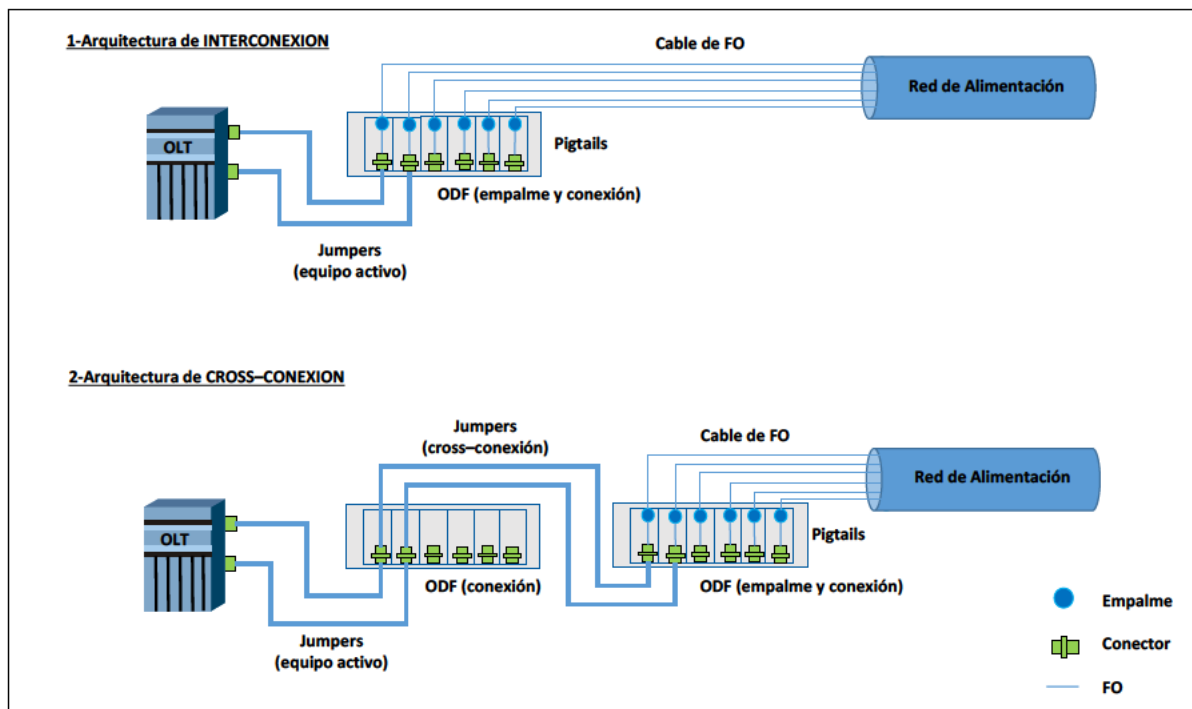 1-Arquitectura de INTERCONEXION
Cable de FO
Red de Alimentación
OLT
Pigtails
ODF (empalme y conexión)
Jumpers
(equipo activo)
2-Arquitectura de CROSS–CONEXION
Jumpers
(cross–conexión)
Cable de FO
Red de Alimentación
OLT
Pigtails
ODF (conexión)
ODF (empalme y conexión)
Jumpers
(equipo activo)
Empalme
Conector
FO